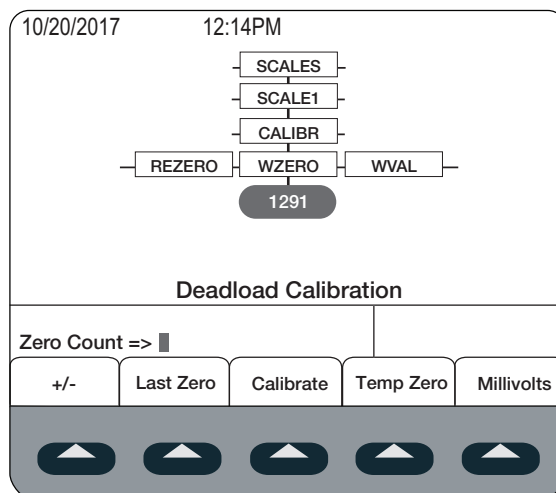 10/20/2017 12:14PM
SCALES
SCALE1
CALIBR
REZERO WZERO WVAL
1291
Deadload Calibration
Zero Count =>
+/- Last Zero Calibrate Temp Zero Millivolts